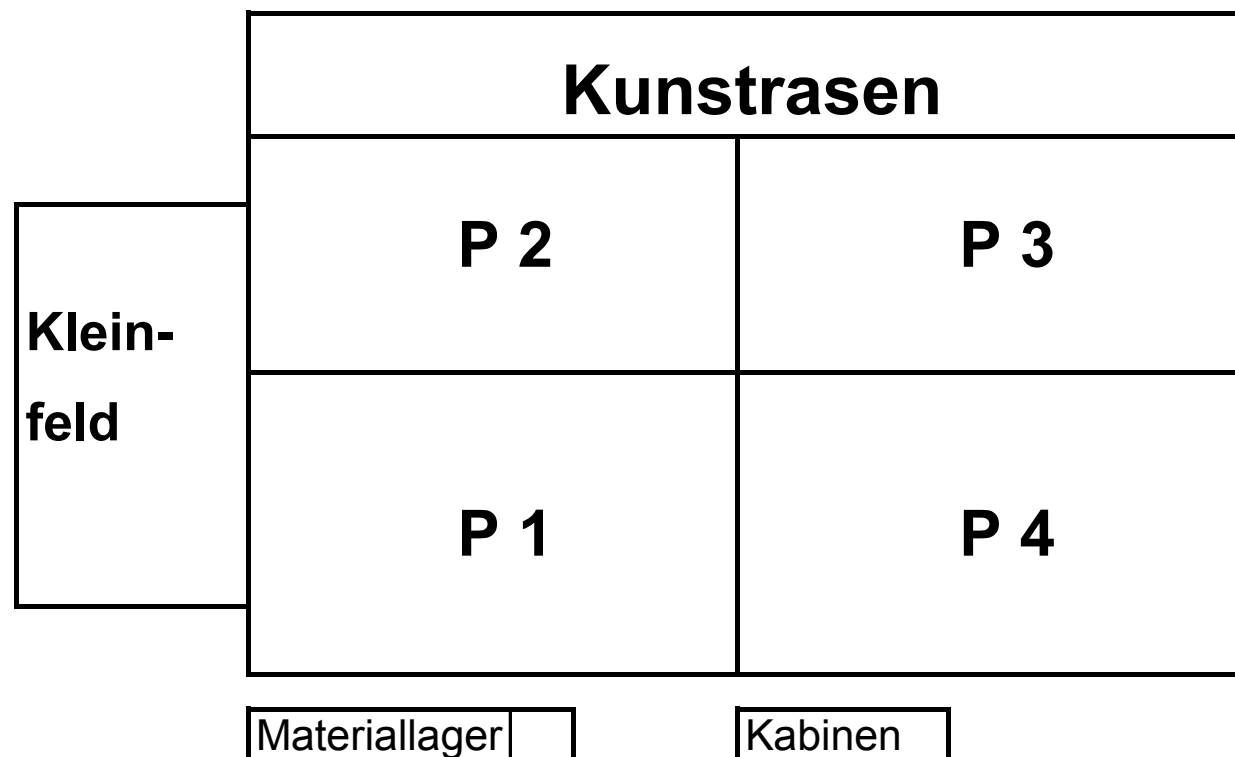 Kunstrasen
P 2
P 3
Klein-
feld
P 1
P 4
Materiallager
Kabinen